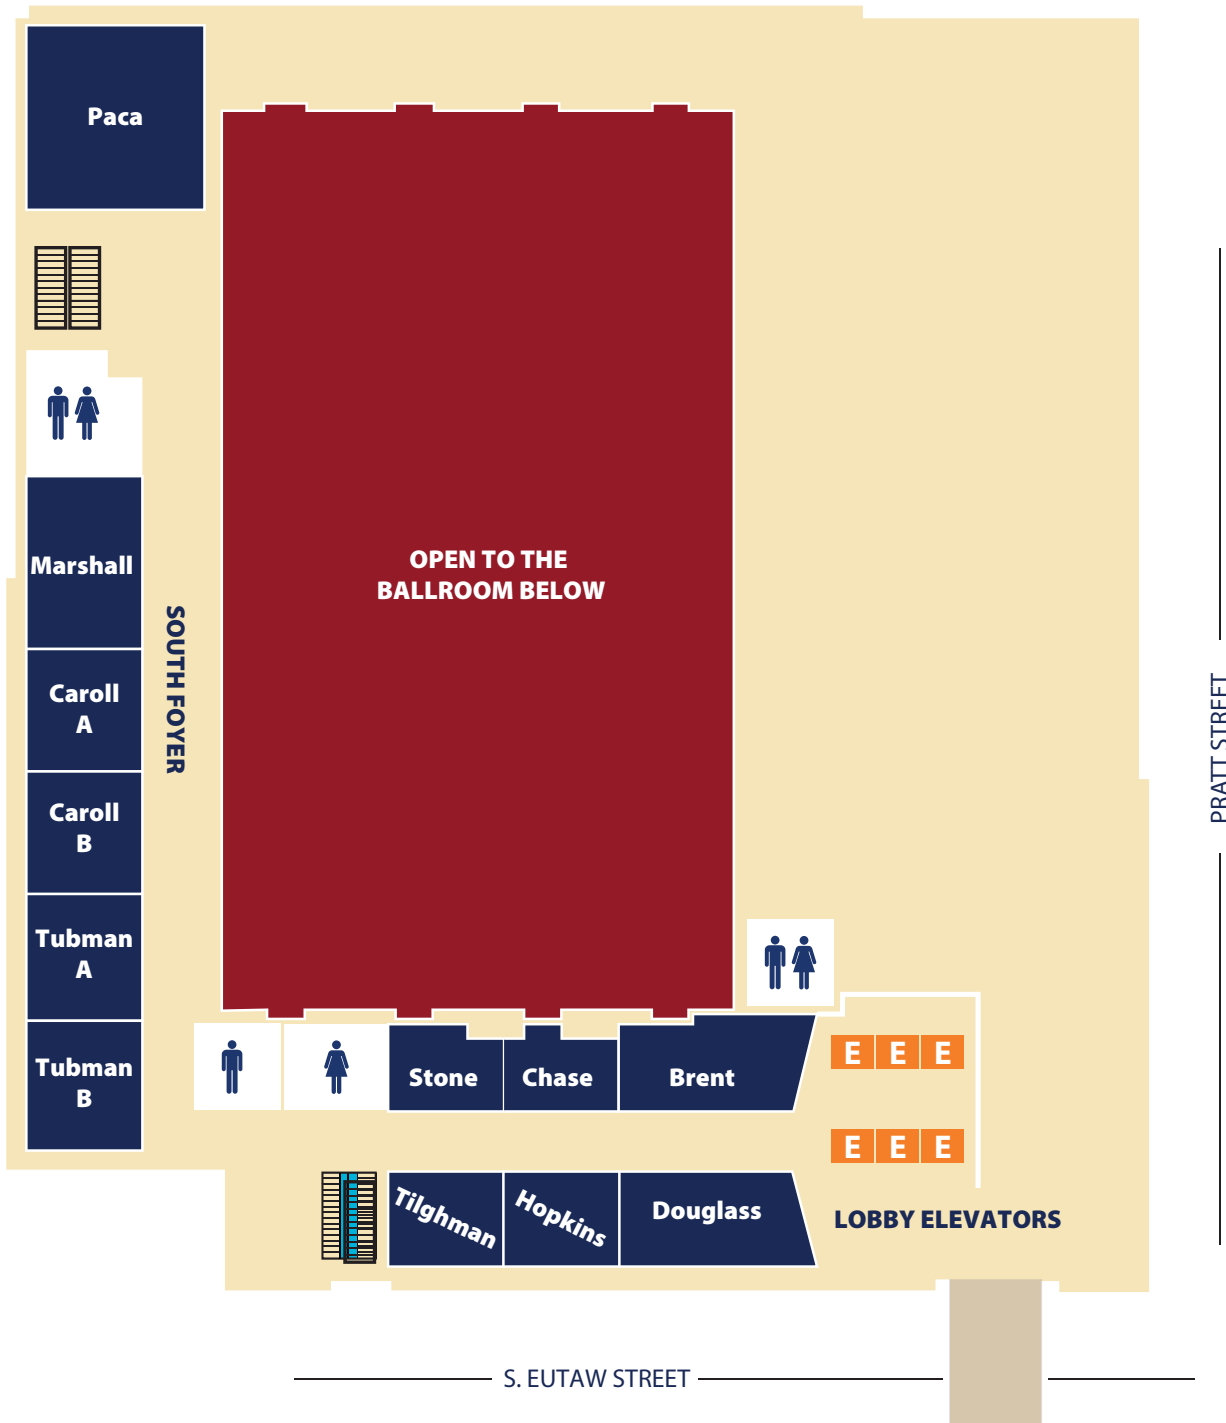 Paca
Marshall
OPEN TO THE
BALLROOM BELOW
SOUTH FOYER
Caroll
A
PRATT STREET
Caroll
B
Tubman
A
Tubman
B
Stone
Chase
Brent
E E E
E E E
Tilghman
Hopkins
Douglass
LOBBY ELEVATORS
S. EUTAW STREET